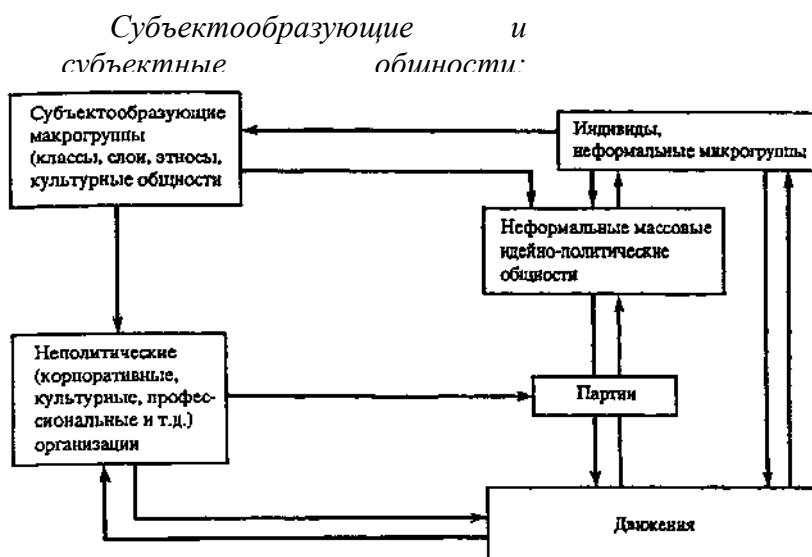 Субъектообразующие и
субъектные общности:
Субъектообразующие
макрогруппы
(классы, слои, этносы,
культурные общности
Индивиды,
неформальные микрогруппы
Неформальные массовые
идейно-политические
общности
Неполитические
(корпоративные,
культурные, профес-
сиональные и т.д.)
организации
Партии
Движения